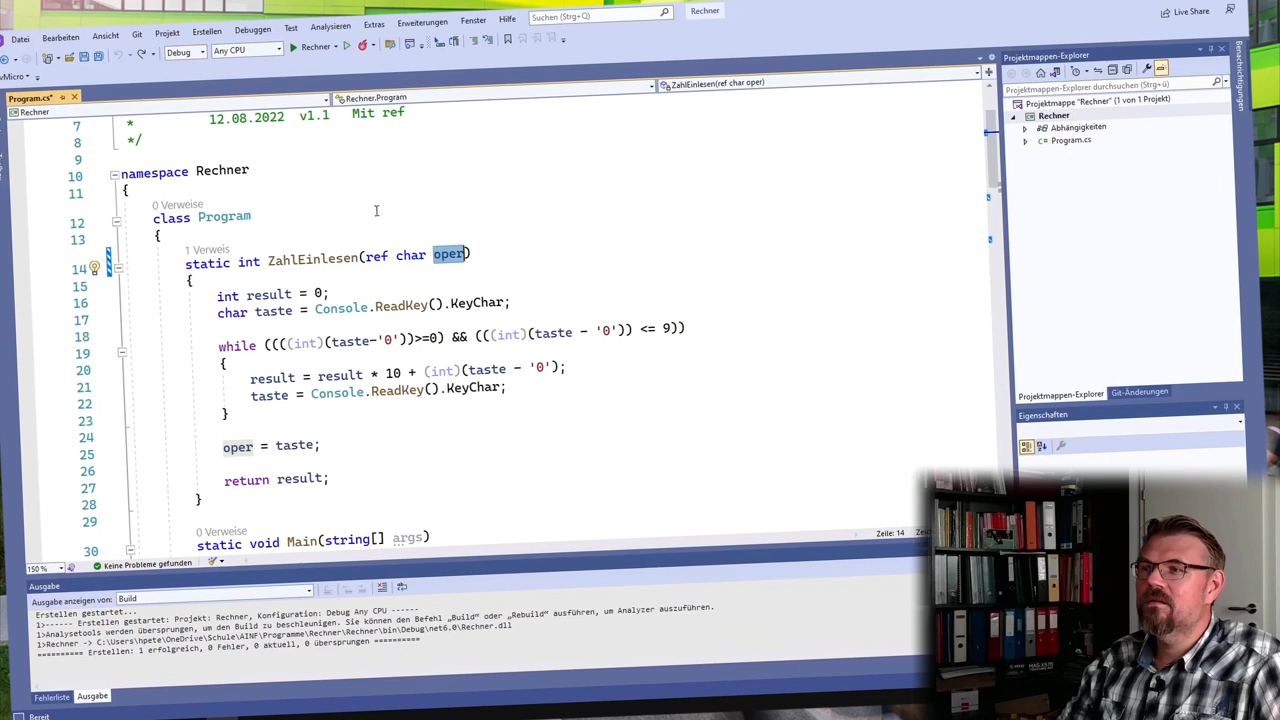 Datei Bearbeiten Ansicht Git Projekt Erstellen Debuggen Test Analysieren Extras Erweiterungen Fenster Hilfe Suchen (Strg+Q) Rechner
Live Share
Debug Any CPU Rechner
vMicro
Program.cs*
Rechner Rechner.Program ZahlEinlesen(ref char oper)
7 * 12.08.2022 v1.1 Mit ref
8 */
9
10 namespace Rechner
11 {
0 Verweise
12 class Program
13 {
1 Verweis
14 static int ZahlEinlesen(ref char oper)
15 {
16 int result = 0;
17 char taste = Console.ReadKey().KeyChar;
18
19 while ((((int)(taste-'0'))>=0) && (((int)(taste - '0')) <= 9))
20 {
21 result = result * 10 + (int)(taste - '0');
22 taste = Console.ReadKey().KeyChar;
23 }
24
25 oper = taste;
26
27 return result;
28 }
29
0 Verweise
30 static void Main(string[] args)
150 % Keine Probleme gefunden Zeile: 14
Ausgabe
Ausgabe anzeigen von: Build
Erstellen gestartet...
1>------ Erstellen gestartet: Projekt: Rechner, Konfiguration: Debug Any CPU ------
1>Analysetools werden übersprungen, um den Build zu beschleunigen. Sie können den Befehl „Build" oder „Rebuild" ausführen, um Analyzer auszuführen.
1>Rechner -> C:\Users\hpete\OneDrive\Schule\AINF\Programme\Rechner\Rechner\bin\Debug\net6.0\Rechner.dll
========== Erstellen: 1 erfolgreich, 0 Fehler, 0 aktuell, 0 übersprungen ==========
Fehlerliste Ausgabe
Bereit
Projektmappen-Explorer
Projektmappen-Explorer durchsuchen (Strg+ü)
Projektmappe "Rechner" (1 von 1 Projekt)
Rechner
Abhängigkeiten
Program.cs
Projektmappen-Explorer Git-Änderungen
Eigenschaften
Benachrichtigungen